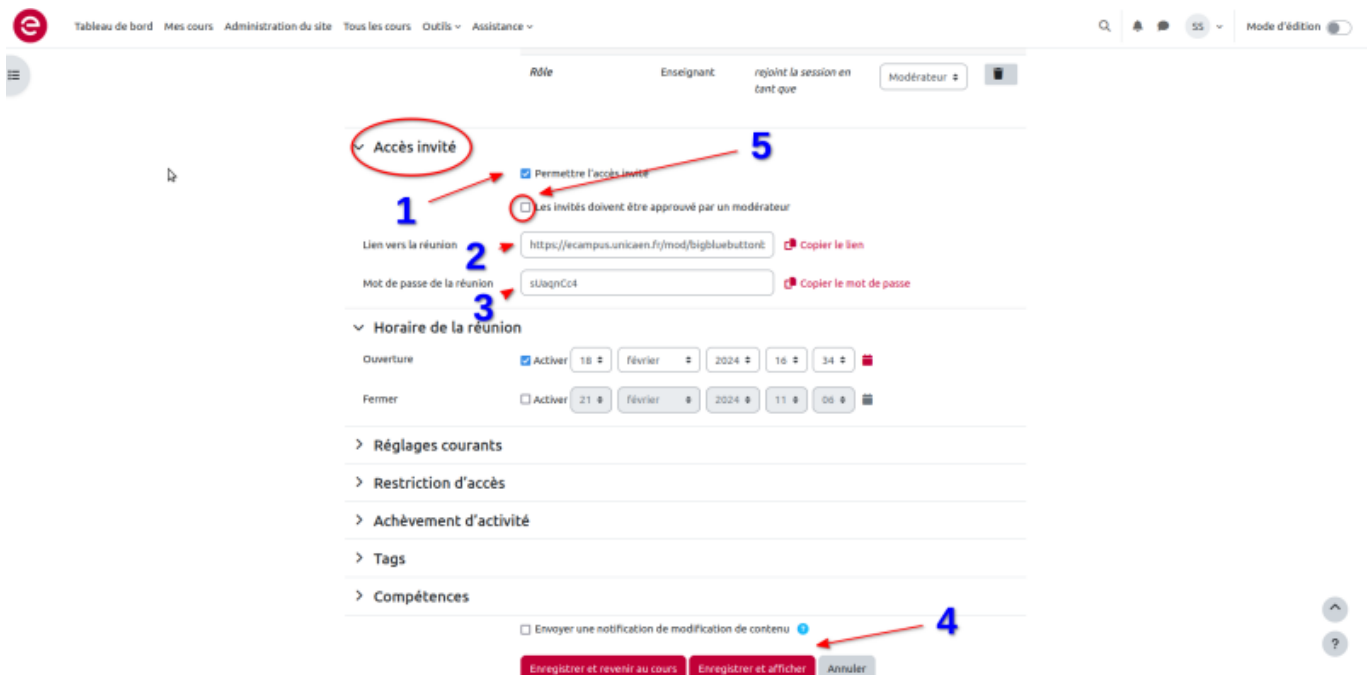 e Tableau de bord Mes cours Administration du site Tous les cours Outils Assistance SS Mode d'édition
Rôle Enseignant rejoint la session en tant que Modérateur
Accès invité 5
Permettre l'accès invité
1 Les invités doivent être approuvé par un modérateur
Lien vers la réunion 2 https://ecampus.unicaen.fr/mod/bigbluebuttonb Copier le lien
Mot de passe de la réunion 3 sUaqnCc4 Copier le mot de passe
Horaire de la réunion
Ouverture Activer 18 février 2024 16 34
Fermer Activer 21 février 2024 11 06
Réglages courants
Restriction d'accès
Achèvement d'activité
Tags
Compétences
Envoyer une notification de modification de contenu ? 4
Enregistrer et revenir au cours Enregistrer et afficher Annuler
?